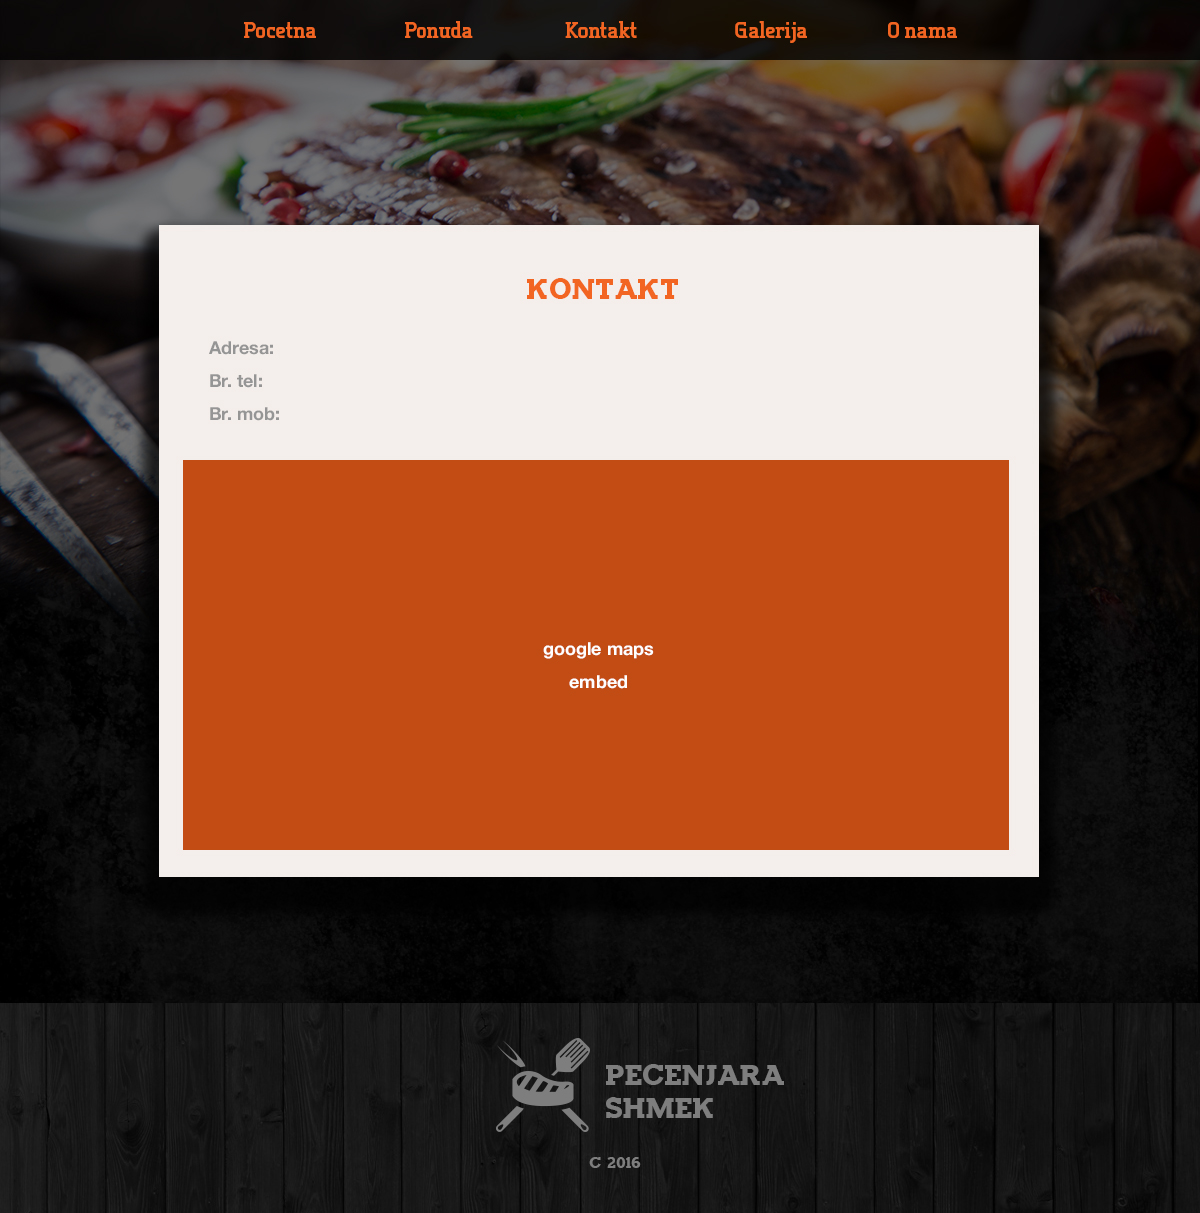 Pocetna Ponuda Kontakt Galerija O nama
KONTAKT
Adresa:
Br. tel:
Br. mob:
google maps
embed
PECENJARA
SHMEK
C 2016